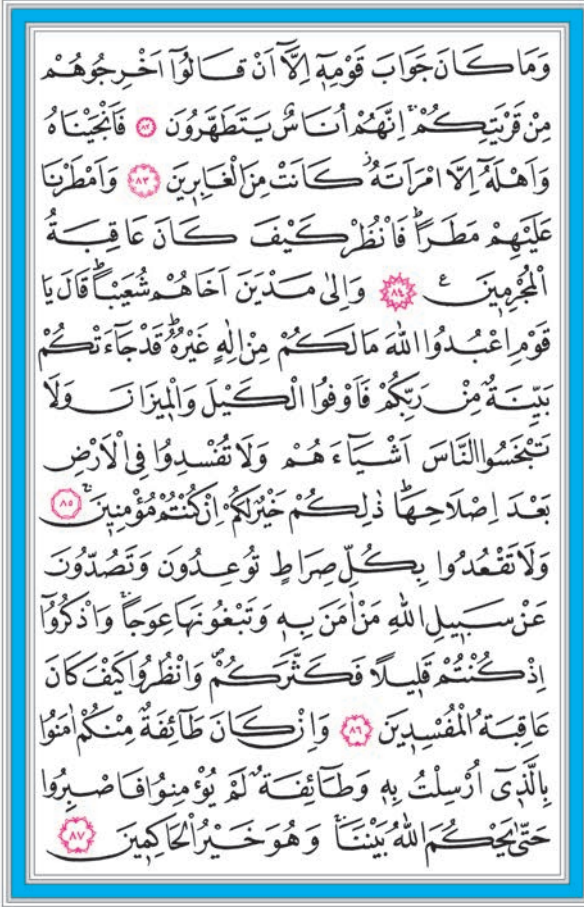 وَمَا كَانَ جَوَابَ قَوْمِهِٓ اِلَّٓا اَنْ قَالُٓوا اَخْرِجُوهُمْ
مِنْ قَرْيَتِكُمْۚ اِنَّهُمْ اُنَاسٌ يَتَطَهَّرُونَ ﴿٨٢﴾ فَاَنْجَيْنَاهُ
وَاَهْلَهُٓ اِلَّا امْرَاَتَهُۘ كَانَتْ مِنَ الْغَابِرِينَ ﴿٨٣﴾ وَاَمْطَرْنَا
عَلَيْهِمْ مَطَرًاۜ فَانْظُرْ كَيْفَ كَانَ عَاقِبَةُ
الْمُجْرِمِينَ ع ﴿٨٤﴾ وَاِلٰى مَدْيَنَ اَخَاهُمْ شُعَيْبًاۜ قَالَ يَا
قَوْمِ اعْبُدُوا اللّٰهَ مَا لَكُمْ مِنْ اِلٰهٍ غَيْرُهُۜ قَدْ جَٓاءَتْكُمْ
بَيِّنَةٌ مِنْ رَبِّكُمْ فَاَوْفُوا الْكَيْلَ وَالْمِيزَانَ وَلَا
تَبْخَسُوا النَّاسَ اَشْيَٓاءَهُمْ وَلَا تُفْسِدُوا فِي الْاَرْضِ
بَعْدَ اِصْلَاحِهَاۜ ذٰلِكُمْ خَيْرٌ لَكُمْ اِنْ كُنْتُمْ مُؤْمِنِينَۚ ﴿٨٥﴾
وَلَا تَقْعُدُوا بِكُلِّ صِرَاطٍ تُوعِدُونَ وَتَصُدُّونَ
عَنْ سَبِيلِ اللّٰهِ مَنْ اٰمَنَ بِهِ وَتَبْغُونَهَا عِوَجًاۚ وَاذْكُرُٓوا
اِذْ كُنْتُمْ قَلِيلًا فَكَثَّرَكُمْۖ وَانْظُرُوا كَيْفَ كَانَ
عَاقِبَةُ الْمُفْسِدِينَ ﴿٨٦﴾ وَاِنْ كَانَ طَٓائِفَةٌ مِنْكُمْ اٰمَنُوا
بِالَّذِٓي اُرْسِلْتُ بِهِ وَطَٓائِفَةٌ لَمْ يُؤْمِنُوا فَاصْبِرُوا
حَتّٰى يَحْكُمَ اللّٰهُ بَيْنَنَاۚ وَهُوَ خَيْرُ الْحَاكِمِينَ ﴿٨٧﴾